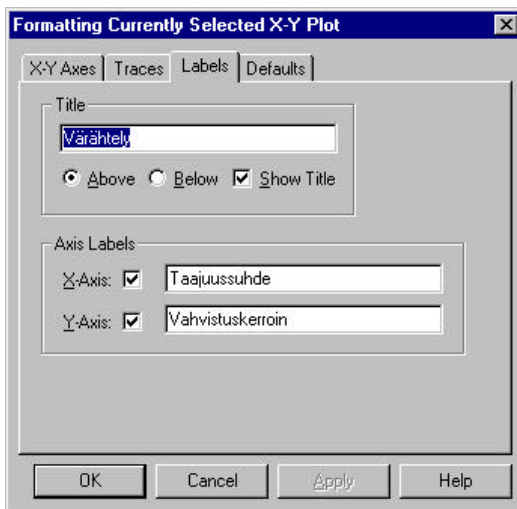 Formatting Currently Selected X-Y Plot
X-Y Axes Traces Labels Defaults
Title
Värähtely
Above Below Show Title
Axis Labels
X-Axis: Taajuussuhde
Y-Axis: Vahvistuskerroin
OK Cancel Apply Help